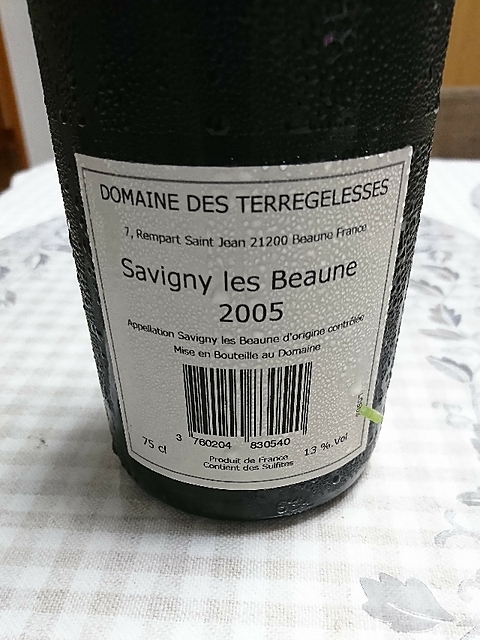 DOMAINE DES TERREGELESSES
7, Rempart Saint Jean 21200 Beaune France
Savigny les Beaune
2005
Appellation Savigny les Beaune d'origine contrôlée
Mise en Bouteille au Domaine
3 760204 830540
75 cl
13 %.Vol
Produit de France
Contient des Sulfites